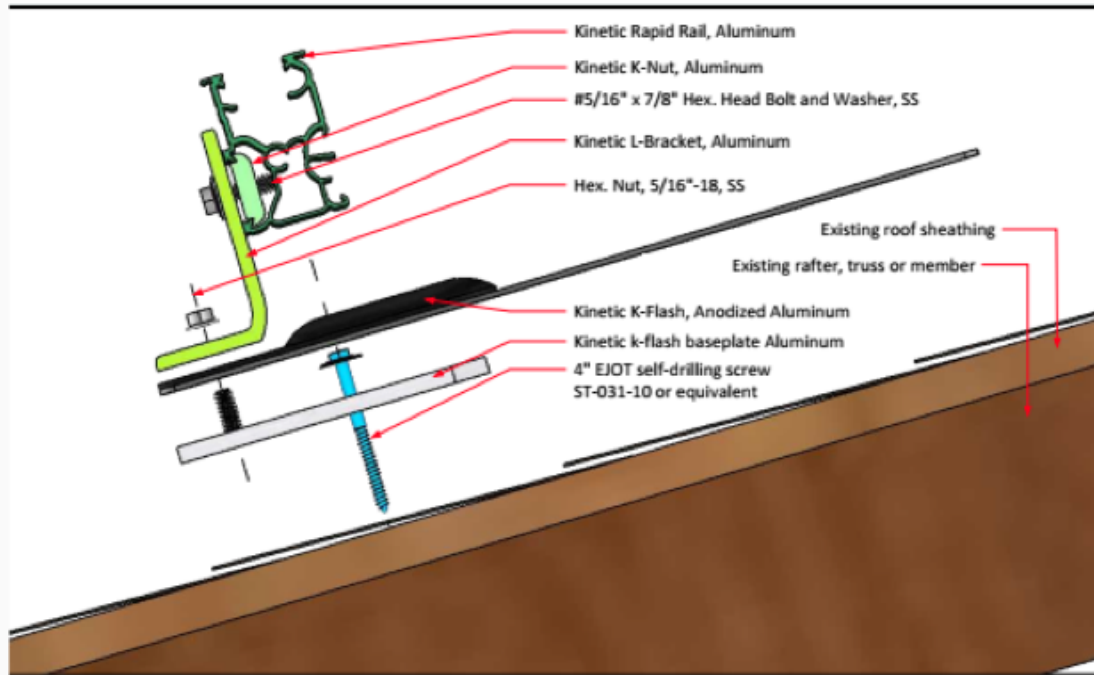 Kinetic Rapid Rail, Aluminum
Kinetic K-Nut, Aluminum
#5/16" x 7/8" Hex. Head Bolt and Washer, SS
Kinetic L-Bracket, Aluminum
Hex. Nut, 5/16"-18, SS
Existing roof sheathing
Existing rafter, truss or member
Kinetic K-Flash, Anodized Aluminum
Kinetic k-flash baseplate Aluminum
4" EJOT self-drilling screw
ST-031-10 or equivalent